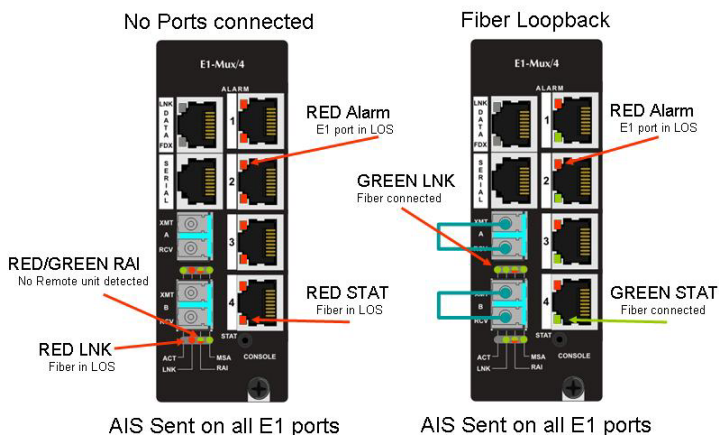 No Ports connected
E1-Mux/4
ALARM
LNK
DATA
FDX
1
RED Alarm
E1 port in LOS
SERIAL
2
XMT
A
RCV
3
RED/GREEN RAI
No Remote unit detected
XMT
B
RCV
4
RED STAT
Fiber in LOS
STAT
RED LNK
Fiber in LOS
ACT
MSA
CONSOLE
LNK
RAI
AIS Sent on all E1 ports
Fiber Loopback
E1-Mux/4
ALARM
LNK
DATA
FDX
1
RED Alarm
E1 port in LOS
SERIAL
2
GREEN LNK
Fiber connected
XMT
A
RCV
3
XMT
B
RCV
4
GREEN STAT
Fiber connected
STAT
ACT
MSA
CONSOLE
LNK
RAI
AIS Sent on all E1 ports